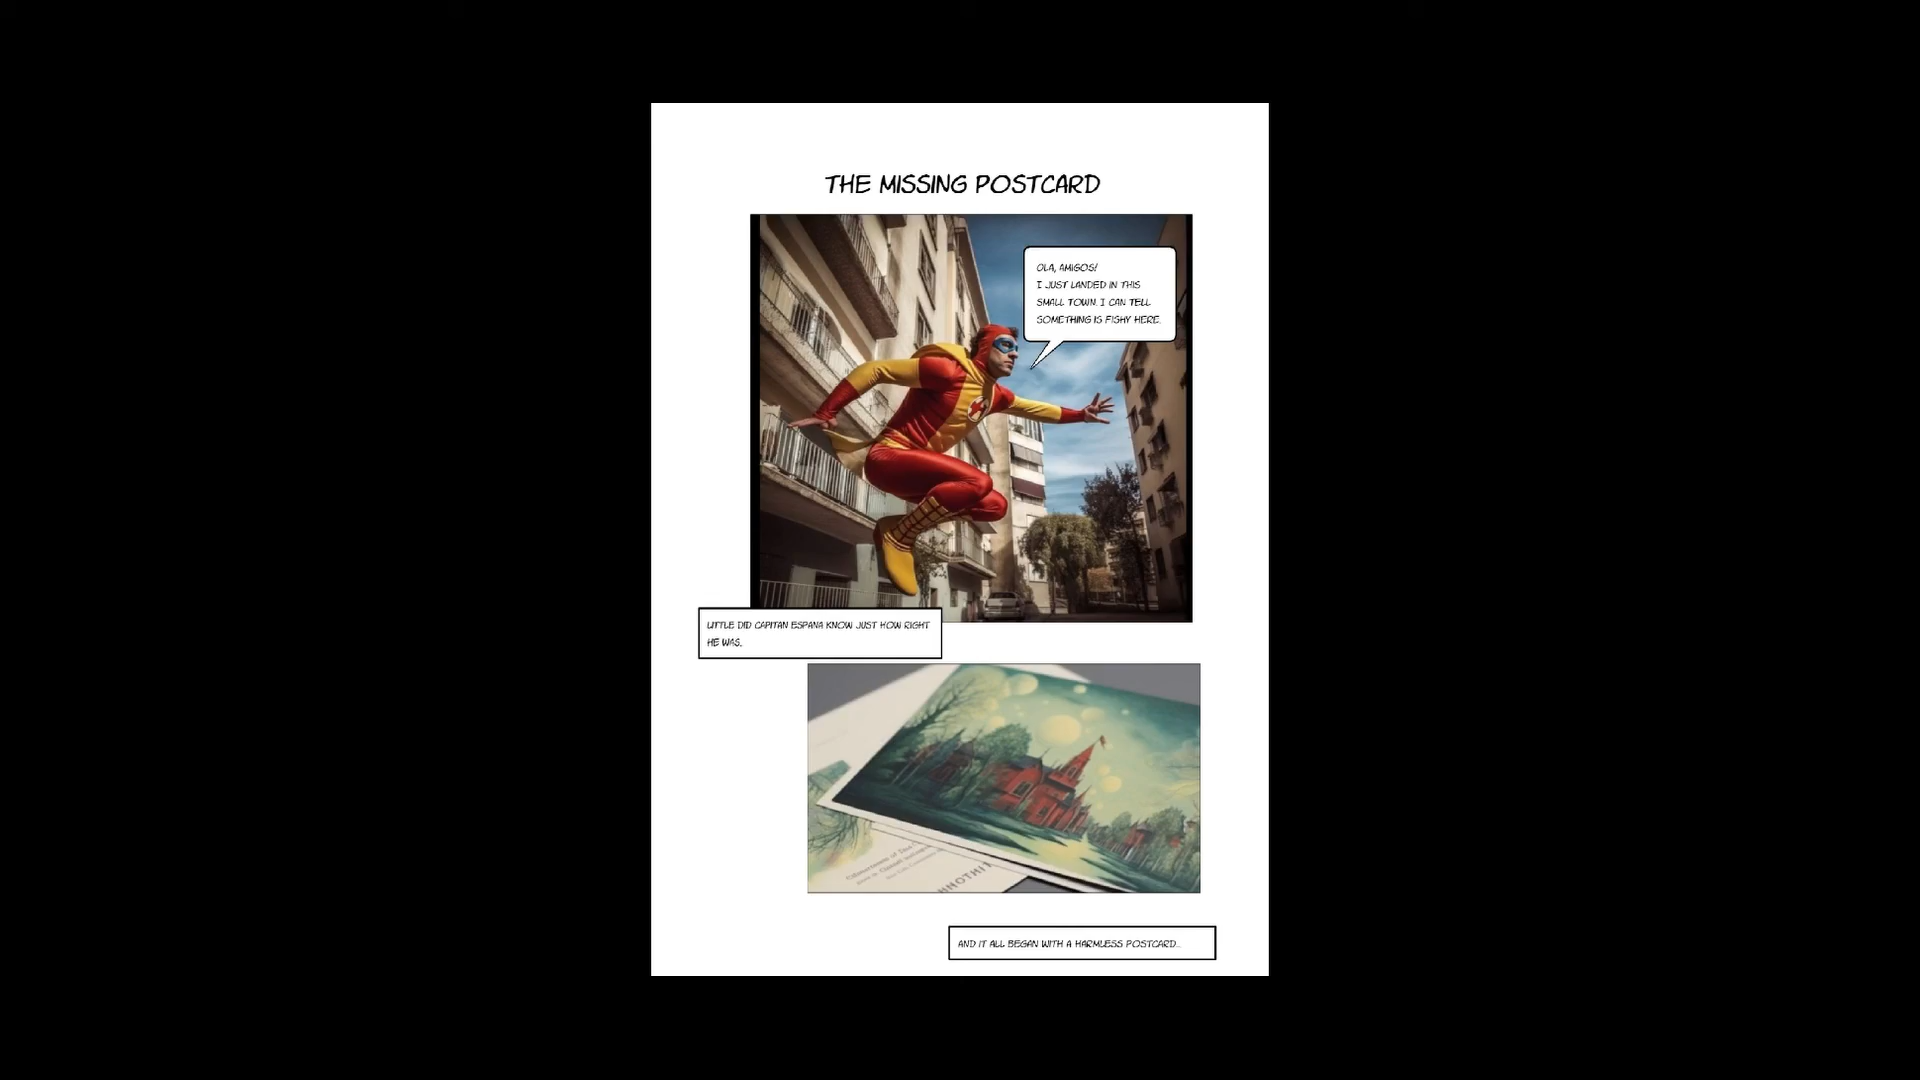 THE MISSING POSTCARD
OLA, AMIGOS!
I JUST LANDED IN THIS
SMALL TOWN. I CAN TELL
SOMETHING IS FISHY HERE.
LITTLE DID CAPITAN ESPANA KNOW JUST HOW RIGHT
HE WAS..
AND IT ALL BEGAN WITH A HARMLESS POSTCARD...